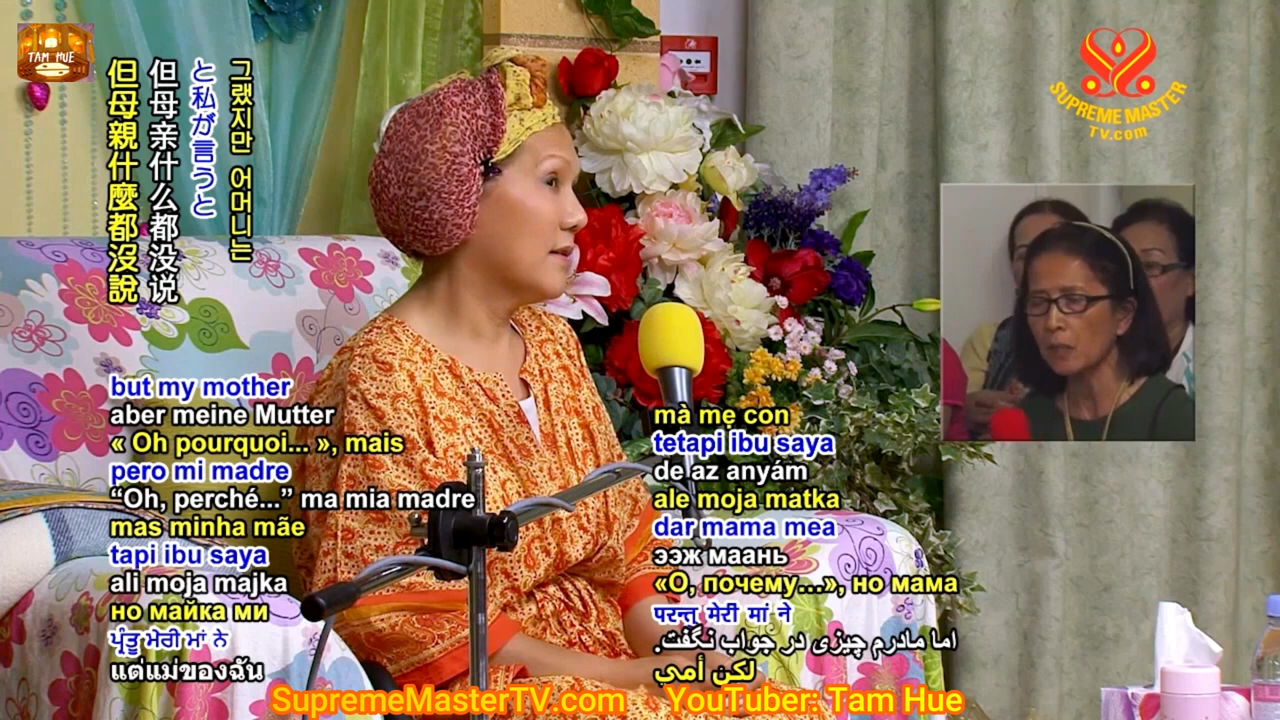 TAM HUE
但母親什麼都沒說
但母亲什么都没说
と私が言うと
그랬지만 어머니는
SUPREME MASTER
TV.com
but my mother
aber meine Mutter
« Oh pourquoi... », mais
pero mi madre
“Oh, perché...” ma mia madre
mas minha mãe
tapi ibu saya
ali moja majka
но майка ми
ਪ੍ਰੰਤੂ ਮੇਰੀ ਮਾਂ ਨੇ
แต่แม่ของฉัน
mà mẹ con
tetapi ibu saya
de az anyám
ale moja matka
dar mama mea
ээж маань
«О, почему…», но мама
परन्तु मेरी मां ने
اما مادرم چیزی در جواب نگفت.
لكن أمي
SupremeMasterTV.com YouTuber: Tam Hue